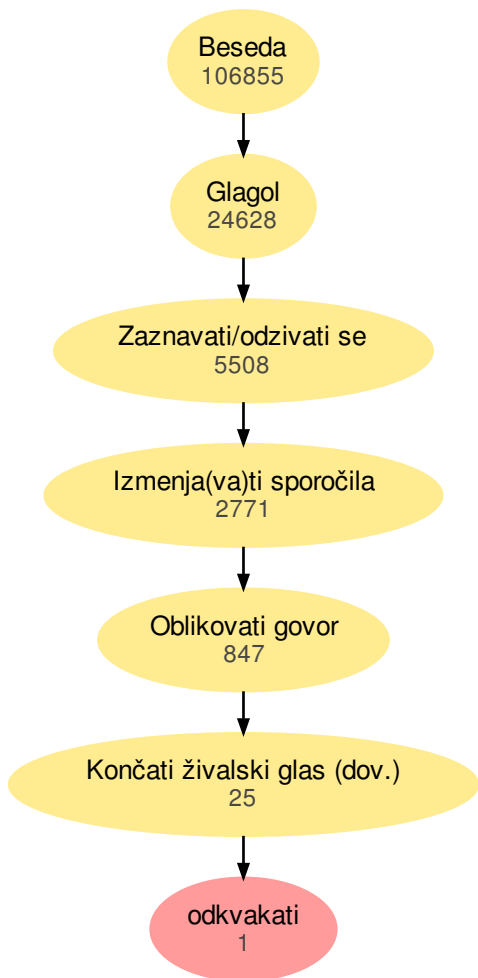 Beseda
106855
Glagol
24628
Zaznavati/odzivati se
5508
Izmenja(va)ti sporočila
2771
Oblikovati govor
847
Končati živalski glas (dov.)
25
odkvakati
1